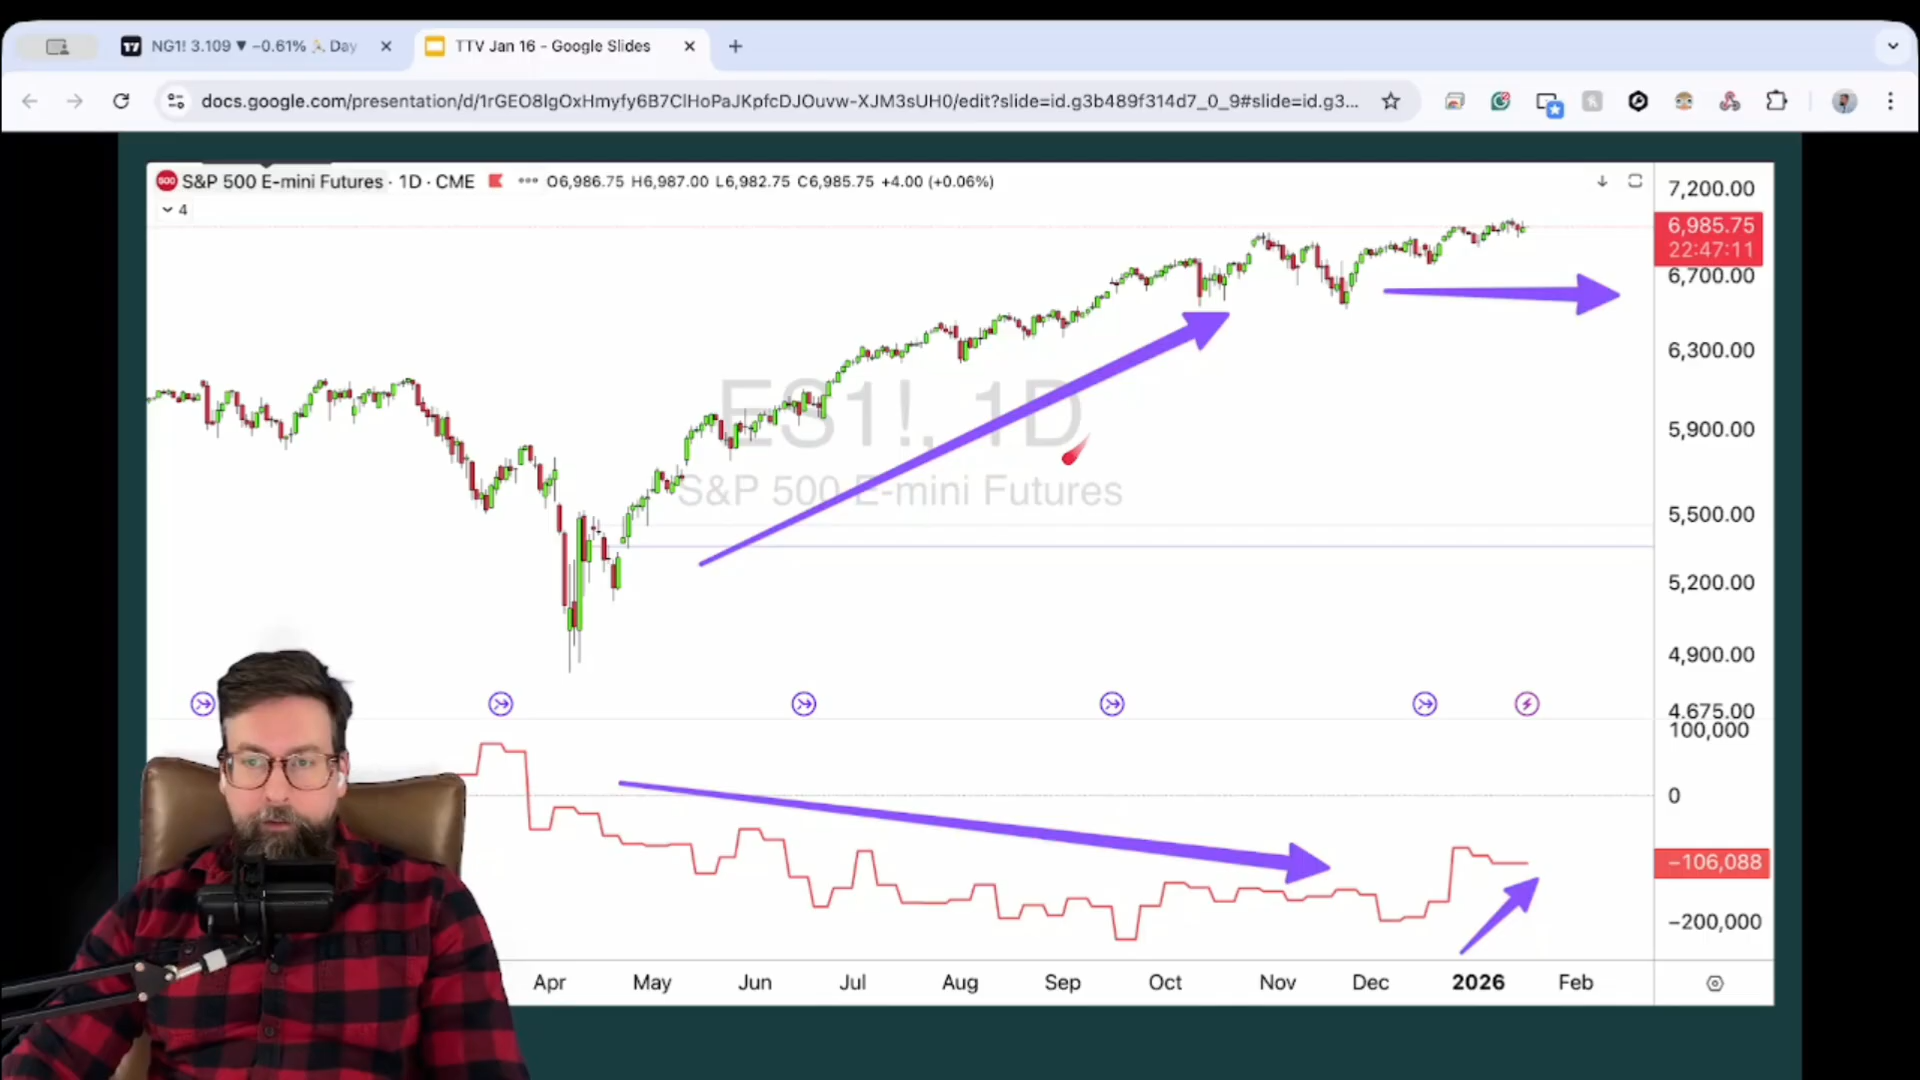 NG1! 3.109 ▼ −0.61% Day
TTV Jan 16 - Google Slides
docs.google.com/presentation/d/1rGEO8IgOxHmyfy6B7ClHoPaJKpfcDJOuvw-XJM3sUH0/edit?slide=id.g3b489f314d7_0_9#slide=id.g3...
500 S&P 500 E-mini Futures · 1D · CME O6,986.75 H6,987.00 L6,982.75 C6,985.75 +4.00 (+0.06%)
4
7,200.00
6,985.75
22:47:11
6,700.00
6,300.00
5,900.00
5,500.00
5,200.00
4,900.00
4,675.00
ES1!, 1D
S&P 500 E-mini Futures
100,000
0
−106,088
−200,000
Apr May Jun Jul Aug Sep Oct Nov Dec 2026 Feb